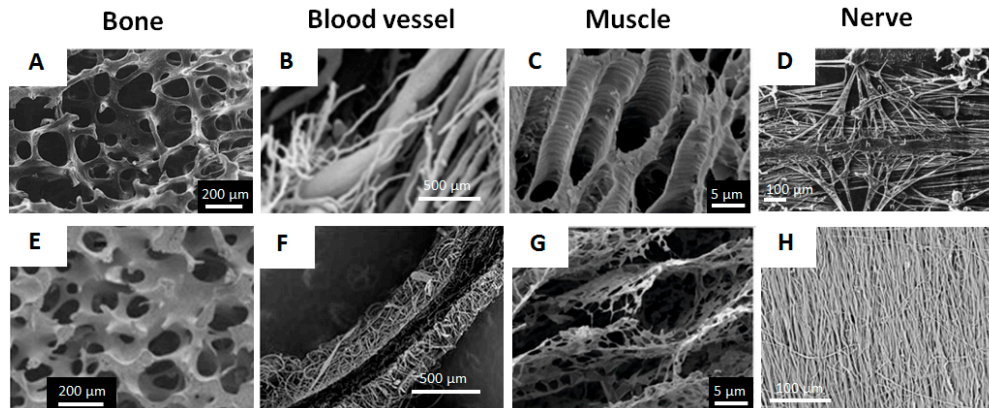 Bone
Blood vessel
Muscle
Nerve
A
B
C
D
200 µm
500 µm
5 µm
100 µm
E
F
G
H
200 µm
500 µm
5 µm
100 µm